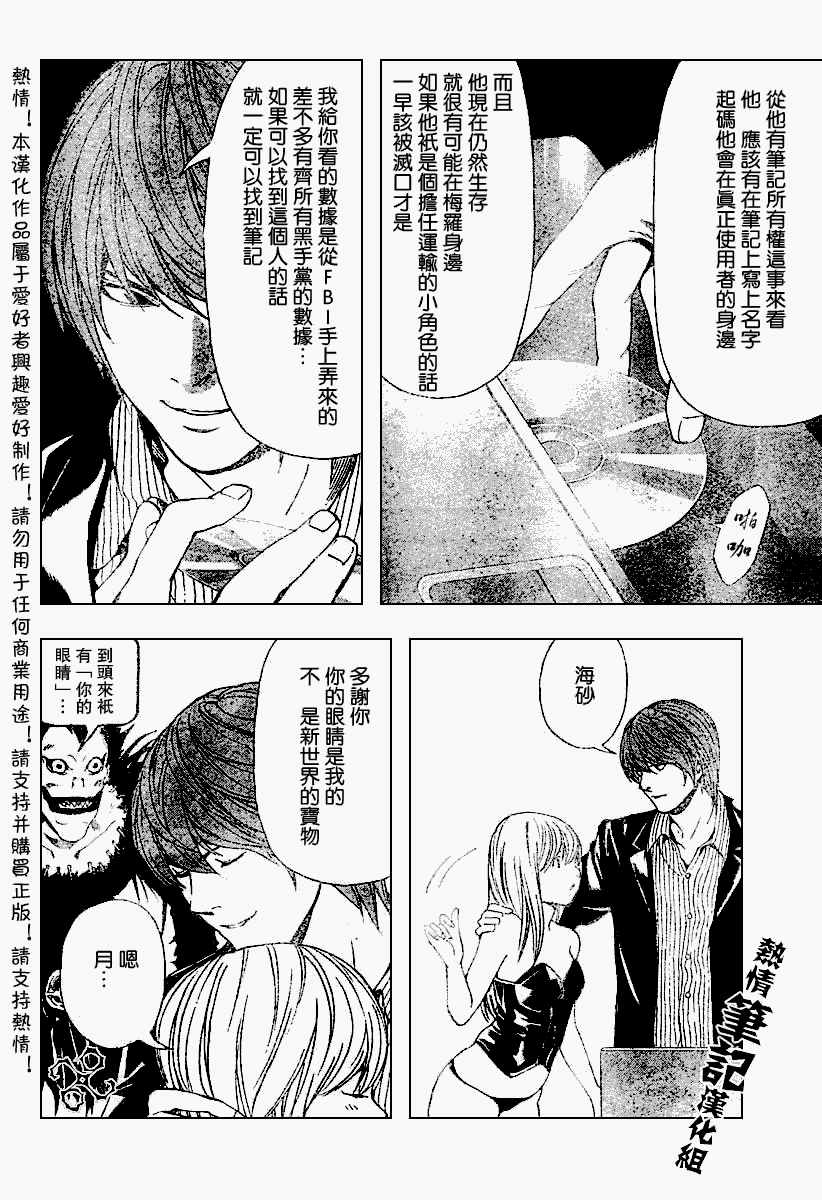 從他有筆記所有權這事來看
他　應該有在筆記上寫上名字
起碼他會在眞正使用者的身邊
而且
他現在仍然生存
就很有可能在梅羅身邊
如果他祇是個擔任運輸的小角色的話
一早該被滅口才是
啪咖
我給你看的數據是從FBI手上弄來的
差不多有齊所有黑手黨的數據…
如果可以找到這個人的話
就一定可以找到筆記
海砂
多謝你
你的眼睛是我的
不　是新世界的寶物
到頭來祇
有「你的
眼睛」…
嗯
月…
熱情！本漢化作品屬于愛好者興趣愛好制作！請勿用于任何商業用途！請支持并購買正版！請支持熱情！
熱情筆記漢化組